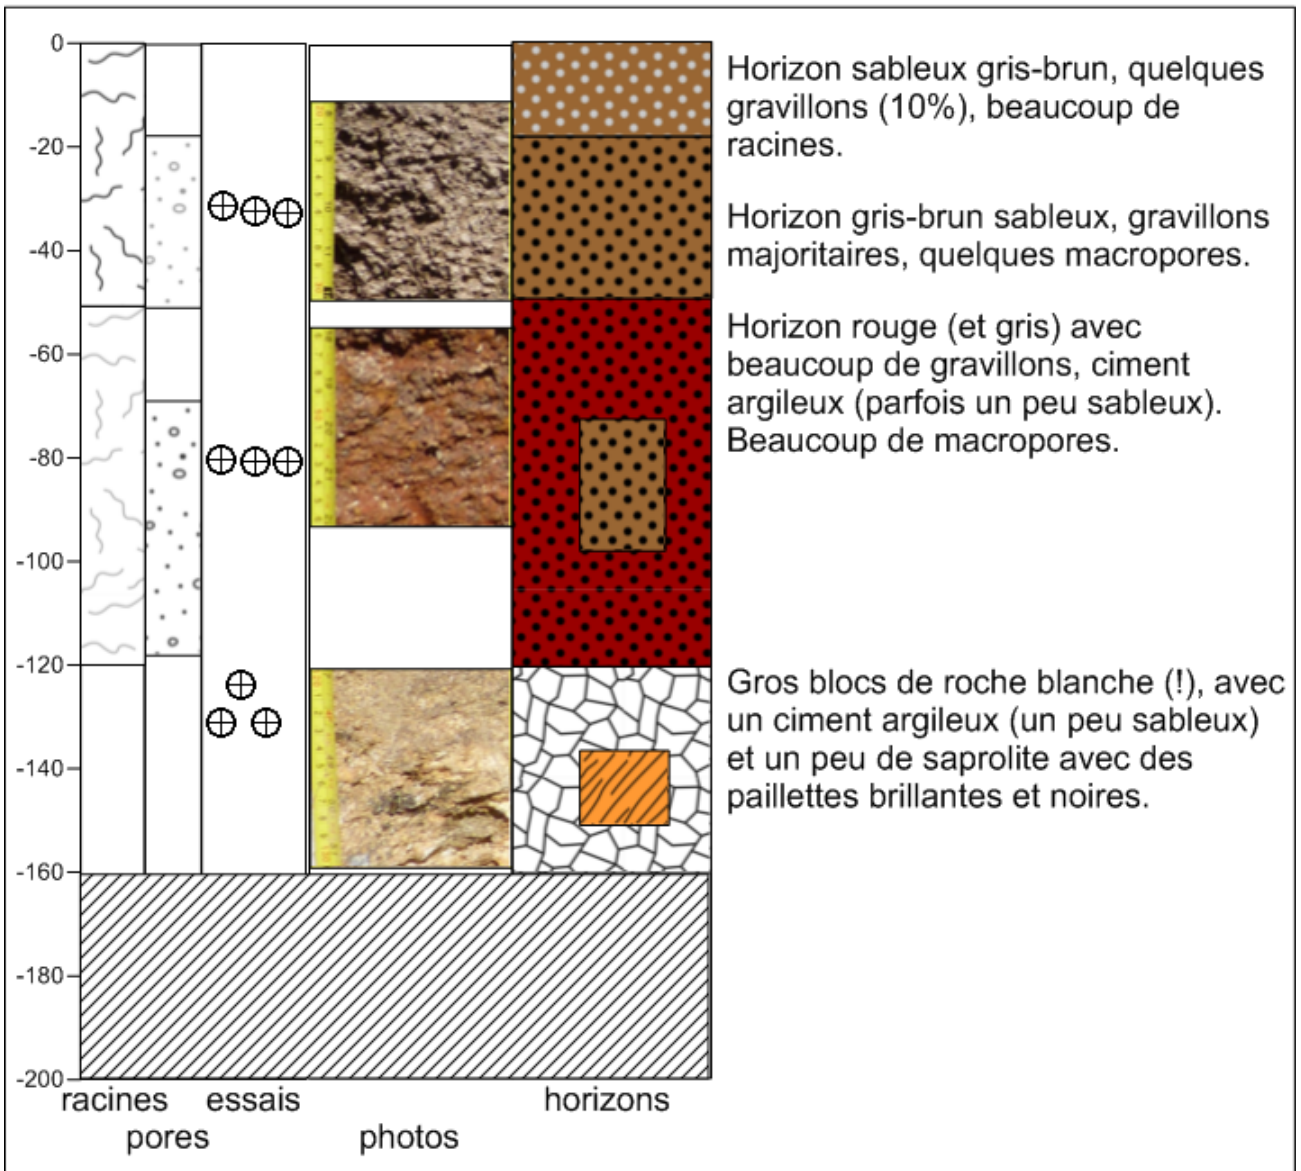 0
-20
-40
-60
-80
-100
-120
-140
-160
-180
-200
Horizon sableux gris-brun, quelques
gravillons (10%), beaucoup de
racines.
Horizon gris-brun sableux, gravillons
majoritaires, quelques macropores.
Horizon rouge (et gris) avec
beaucoup de gravillons, ciment
argileux (parfois un peu sableux).
Beaucoup de macropores.
Gros blocs de roche blanche (!), avec
un ciment argileux (un peu sableux)
et un peu de saprolite avec des
paillettes brillantes et noires.
racines essais horizons
pores photos